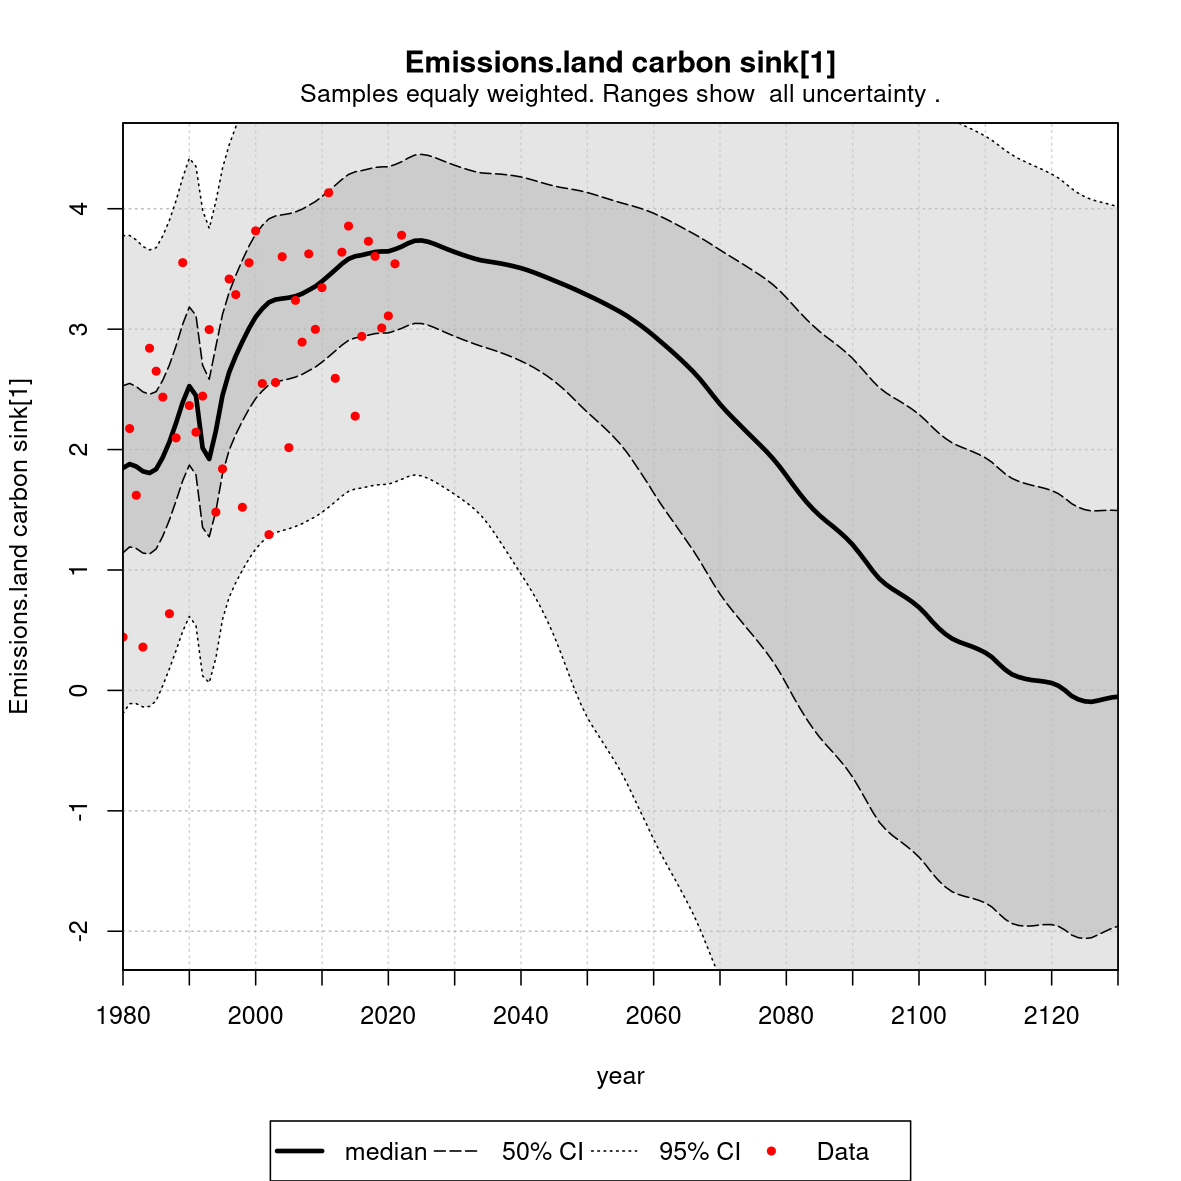 Emissions.land carbon sink[1]
Samples equaly weighted. Ranges show  all uncertainty .
Emissions.land carbon sink[1]
4
3
2
1
0
-1
-2
1980 2000 2020 2040 2060 2080 2100 2120
year
median 50% CI 95% CI Data